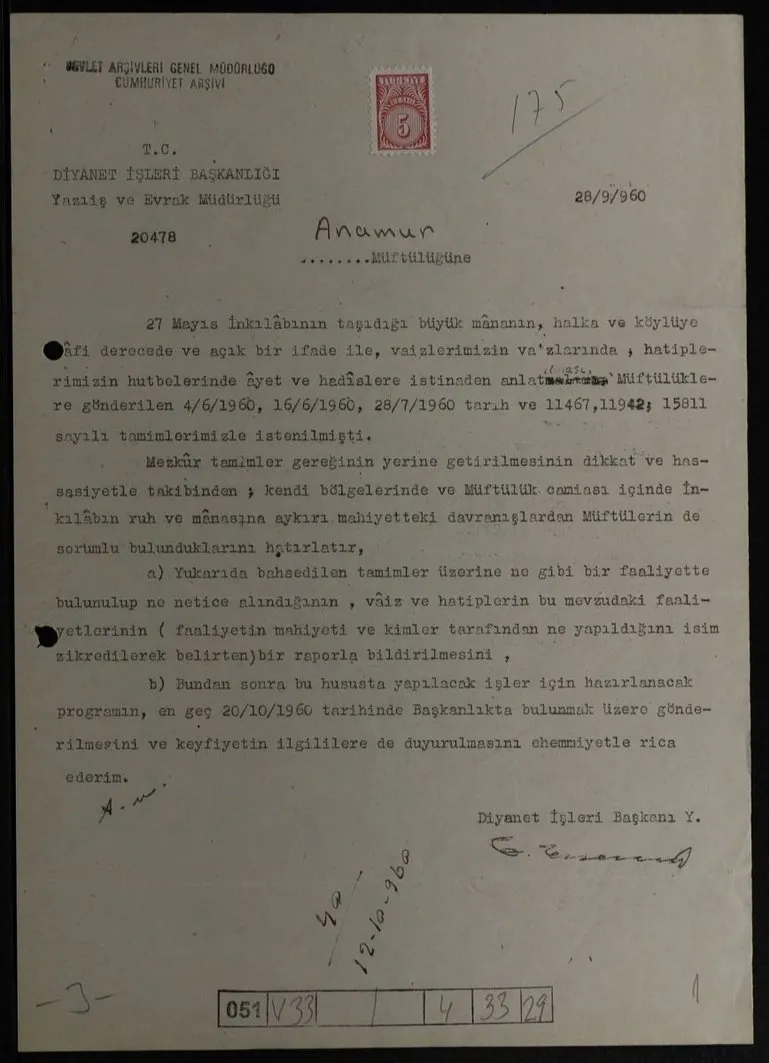 DEVLET ARŞİVLERİ GENEL MÜDÜRLÜĞÜ
CUMHURİYET ARŞİVİ
TÜRKİYE
5
175
T.C.
DİYANET İŞLERİ BAŞKANLIĞI
Yazıiş ve Evrak Müdürlüğü
28/9/960
20478
Anamur
........Müftülüğüne
27 Mayıs İnkılâbının taşıdığı büyük mânanın, halka ve köylüye
âfi derecede ve açık bir ifade ile, vaizlerimizin va'zlarında , hatiple-
rimizin hutbelerinde âyet ve hadîslere istinaden anlatılması, Müftülükle-
re gönderilen 4/6/1960, 16/6/1960, 28/7/1960 tarih ve 11467,11942; 15811
sayılı tamimlerimizle istenilmişti.
Mezkûr tamimler gereğinin yerine getirilmesinin dikkat ve has-
sasiyetle takibinden ; kendi bölgelerinde ve Müftülük camiası içinde İn-
kılâbın ruh ve mânasına aykırı mahiyetteki davranışlardan Müftülerin de
sorumlu bulunduklarını hatırlatır,
a) Yukarıda bahsedilen tamimler üzerine ne gibi bir faaliyette
bulunulup ne netice alındığının , vâiz ve hatiplerin bu mevzudaki faali-
yetlerinin ( faaliyetin mahiyeti ve kimler tarafından ne yapıldığını isim
zikredilerek belirten)bir raporla bildirilmesini ,
b) Bundan sonra bu hususta yapılacak işler için hazırlanacak
programın, en geç 20/10/1960 tarihinde Başkanlıkta bulunmak üzere gönde-
rilmesini ve keyfiyetin ilgililere de duyurulmasını ehemmiyetle rica
ederim.
Diyanet İşleri Başkanı Y.
12-10-960
-3-
1
051 V33 / 4 33 29